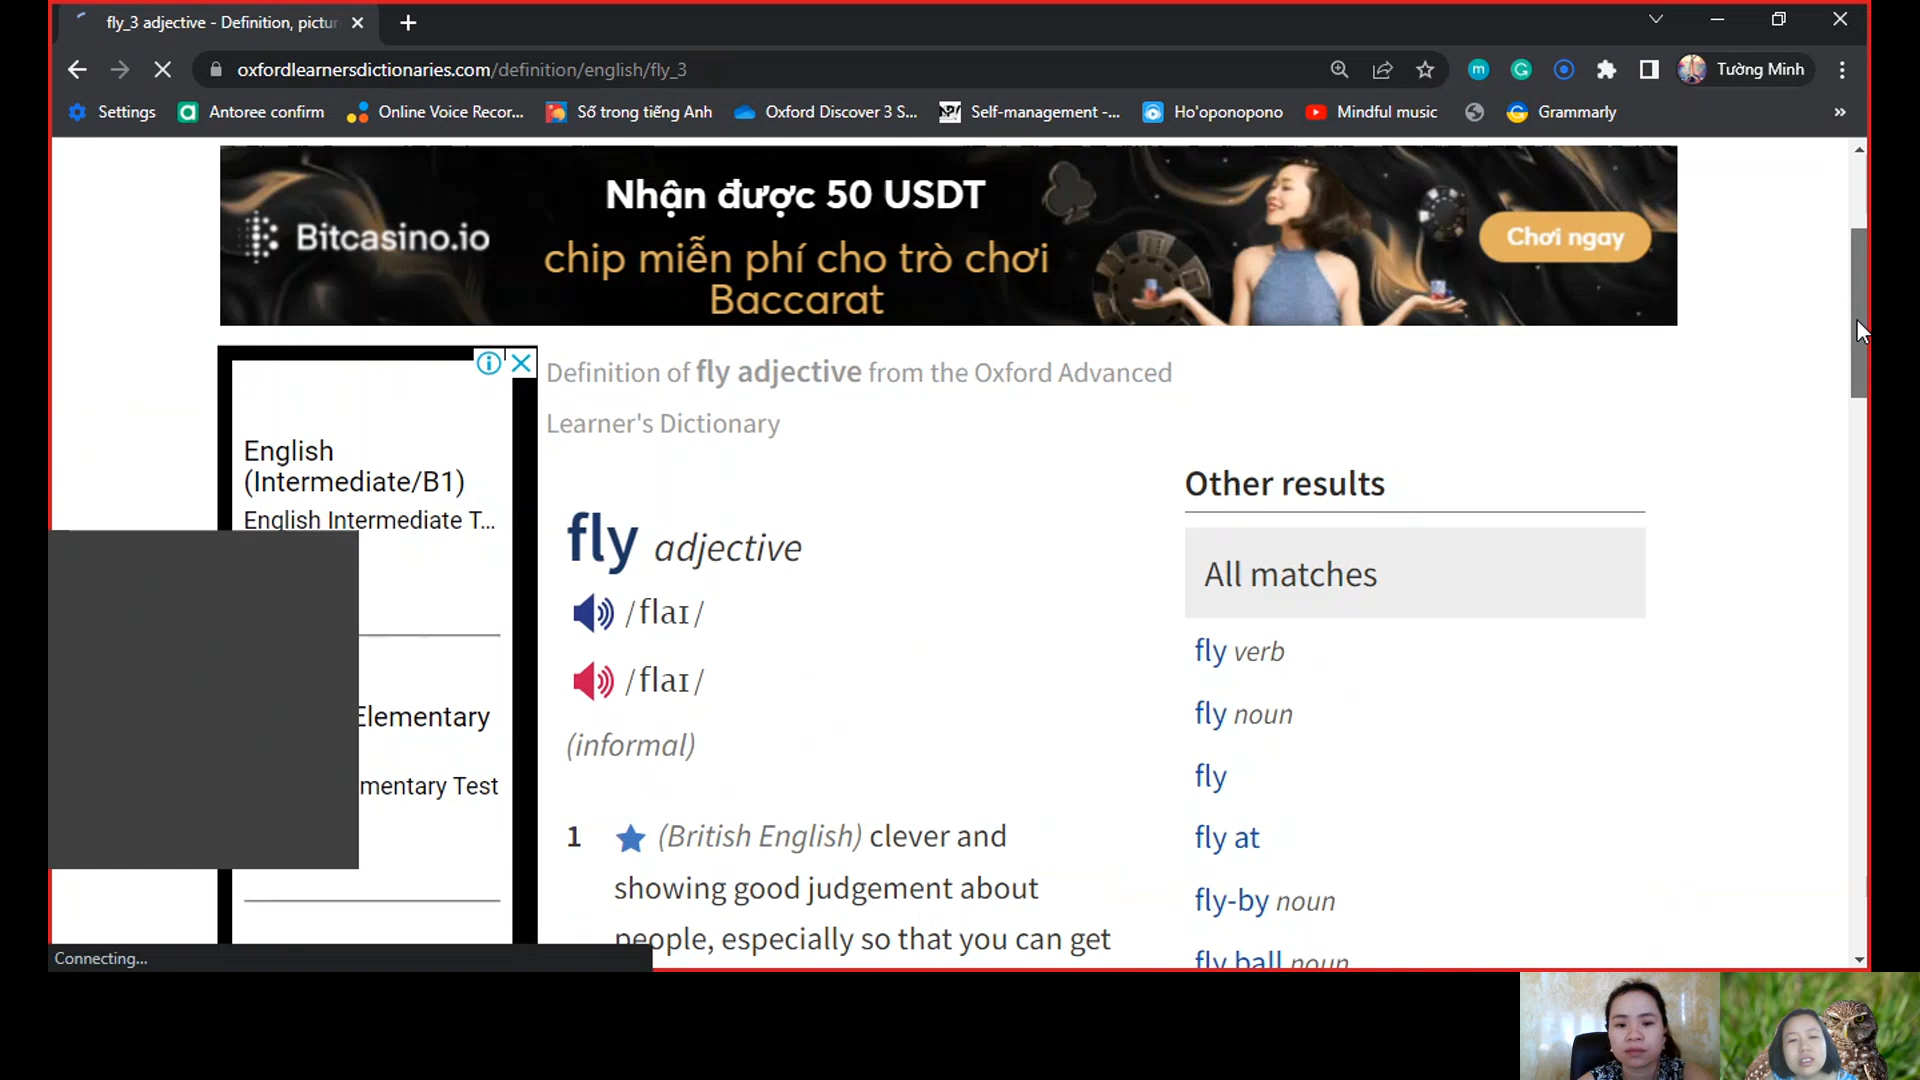 fly_3 adjective - Definition, pictur
oxfordlearnersdictionaries.com/definition/english/fly_3
Tường Minh
Settings
Antoree confirm
Online Voice Recor...
Số trong tiếng Anh
Oxford Discover 3 S...
Self-management -...
Ho'oponopono
Mindful music
Grammarly
Bitcasino.io
Nhận được 50 USDT
chip miễn phí cho trò chơi
Baccarat
Chơi ngay
English
(Intermediate/B1)
English Intermediate T...
Elementary
mentary Test
Definition of fly adjective from the Oxford Advanced
Learner's Dictionary
fly adjective
/flaɪ/
/flaɪ/
(informal)
1 (British English) clever and
showing good judgement about
people, especially so that you can get
Other results
All matches
fly verb
fly noun
fly
fly at
fly-by noun
fly ball noun
Connecting...